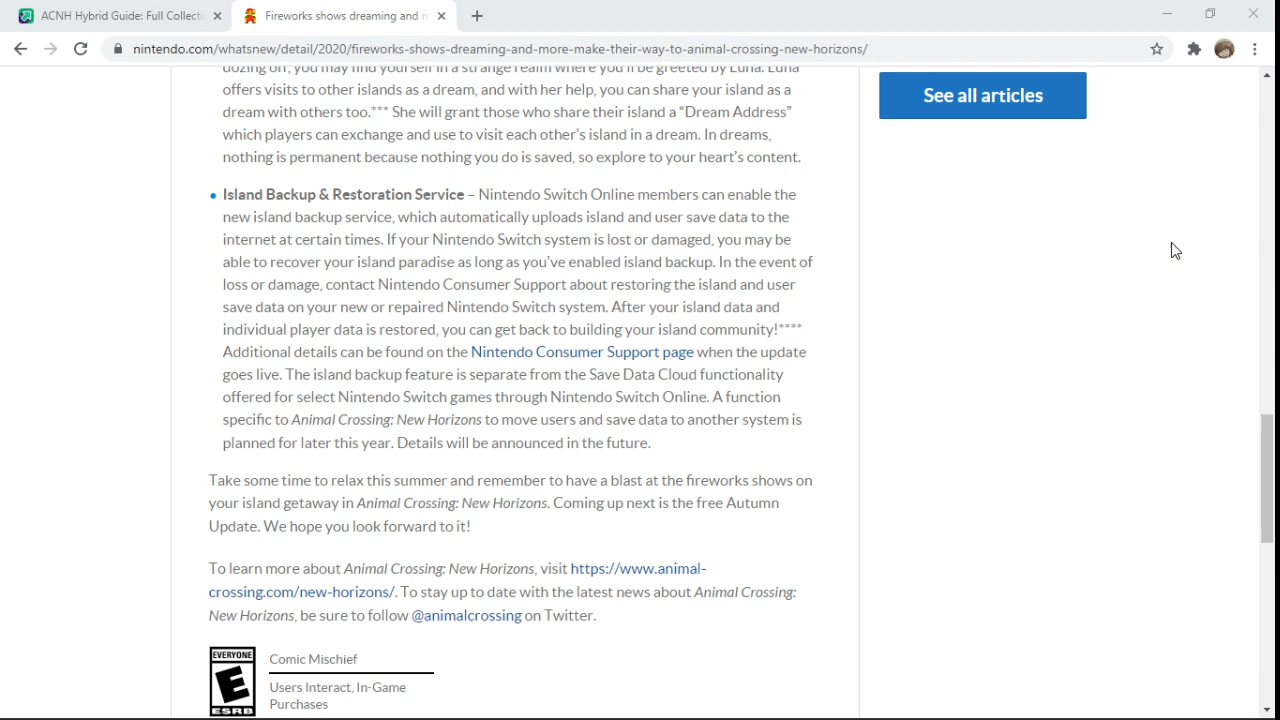 ACNH Hybrid Guide: Full Collecti
Fireworks shows dreaming and m
nintendo.com/whatsnew/detail/2020/fireworks-shows-dreaming-and-more-make-their-way-to-animal-crossing-new-horizons/
See all articles
dozing off, you may find yourself in a strange realm where you'll be greeted by Luna. Luna
offers visits to other islands as a dream, and with her help, you can share your island as a
dream with others too.*** She will grant those who share their island a “Dream Address”
which players can exchange and use to visit each other's island in a dream. In dreams,
nothing is permanent because nothing you do is saved, so explore to your heart's content.
• Island Backup & Restoration Service – Nintendo Switch Online members can enable the
new island backup service, which automatically uploads island and user save data to the
internet at certain times. If your Nintendo Switch system is lost or damaged, you may be
able to recover your island paradise as long as you've enabled island backup. In the event of
loss or damage, contact Nintendo Consumer Support about restoring the island and user
save data on your new or repaired Nintendo Switch system. After your island data and
individual player data is restored, you can get back to building your island community!****
Additional details can be found on the Nintendo Consumer Support page when the update
goes live. The island backup feature is separate from the Save Data Cloud functionality
offered for select Nintendo Switch games through Nintendo Switch Online. A function
specific to Animal Crossing: New Horizons to move users and save data to another system is
planned for later this year. Details will be announced in the future.
Take some time to relax this summer and remember to have a blast at the fireworks shows on
your island getaway in Animal Crossing: New Horizons. Coming up next is the free Autumn
Update. We hope you look forward to it!
To learn more about Animal Crossing: New Horizons, visit https://www.animal-
crossing.com/new-horizons/. To stay up to date with the latest news about Animal Crossing:
New Horizons, be sure to follow @animalcrossing on Twitter.
EVERYONE
E
ESRB
Comic Mischief
Users Interact, In-Game
Purchases